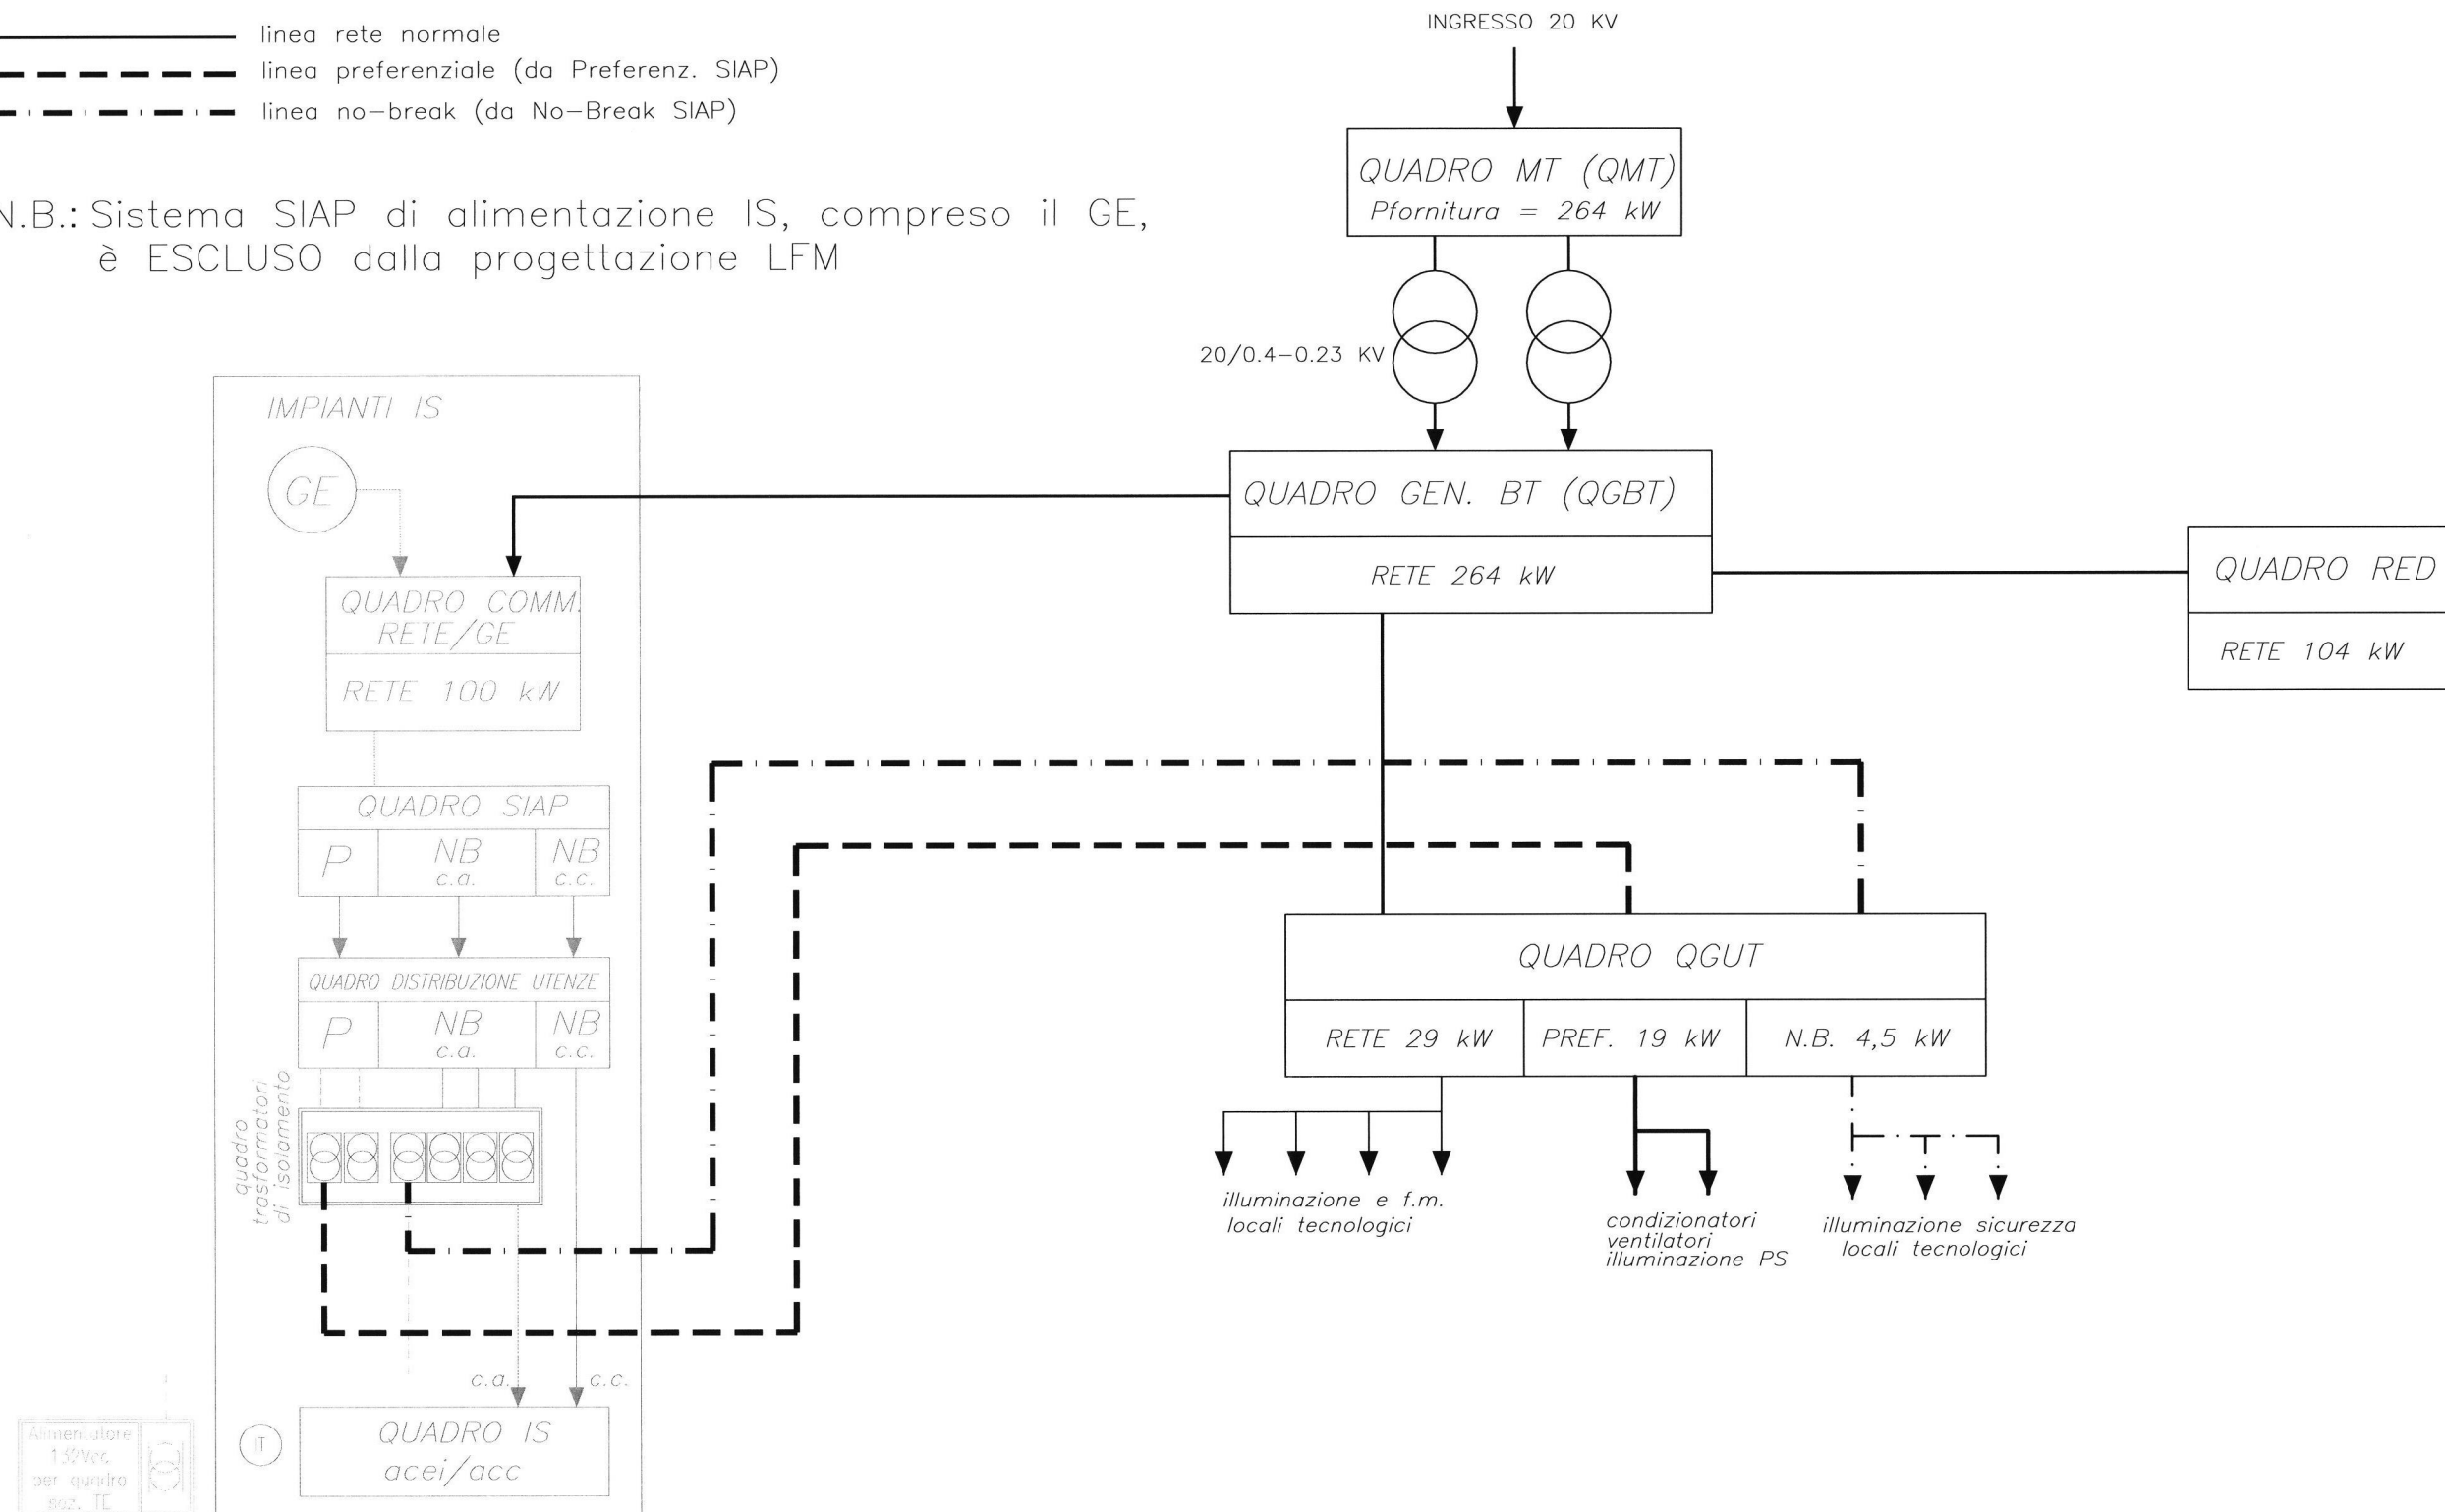 linea rete normale
linea preferenziale (da Preferenz. SIAP)
linea no-break (da No-Break SIAP)
N.B.: Sistema SIAP di alimentazione IS, compreso il GE,
è ESCLUSO dalla progettazione LFM
INGRESSO 20 KV
QUADRO MT (QMT)
Pfornitura = 264 kW
20/0.4-0.23 KV
QUADRO GEN. BT (QGBT)
RETE 264 kW
QUADRO RED
RETE 104 kW
IMPIANTI IS
GE
QUADRO COMM.
RETE/GE
RETE 100 kW
QUADRO SIAP
P
NB
c.a.
NB
c.c.
QUADRO DISTRIBUZIONE UTENZE
P
NB
c.a.
NB
c.c.
quadro
trasformatori
di isolamento
c.a.
c.c.
IT
QUADRO IS
acei/acc
Alimentatore
132Vcc
per quadro
soz. TE
QUADRO QGUT
RETE 29 kW
PREF. 19 kW
N.B. 4,5 kW
illuminazione e f.m.
locali tecnologici
condizionatori
ventilatori
illuminazione PS
illuminazione sicurezza
locali tecnologici